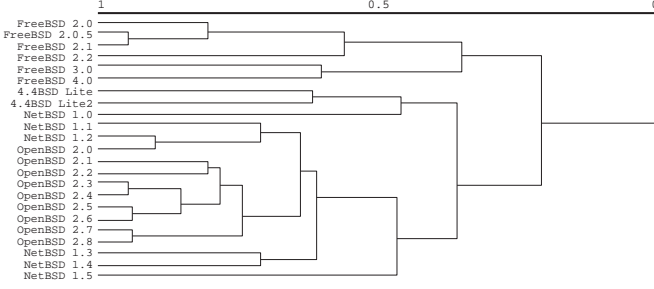 1 0.5 0
FreeBSD 2.0
FreeBSD 2.0.5
FreeBSD 2.1
FreeBSD 2.2
FreeBSD 3.0
FreeBSD 4.0
4.4BSD Lite
4.4BSD Lite2
NetBSD 1.0
NetBSD 1.1
NetBSD 1.2
OpenBSD 2.0
OpenBSD 2.1
OpenBSD 2.2
OpenBSD 2.3
OpenBSD 2.4
OpenBSD 2.5
OpenBSD 2.6
OpenBSD 2.7
OpenBSD 2.8
NetBSD 1.3
NetBSD 1.4
NetBSD 1.5